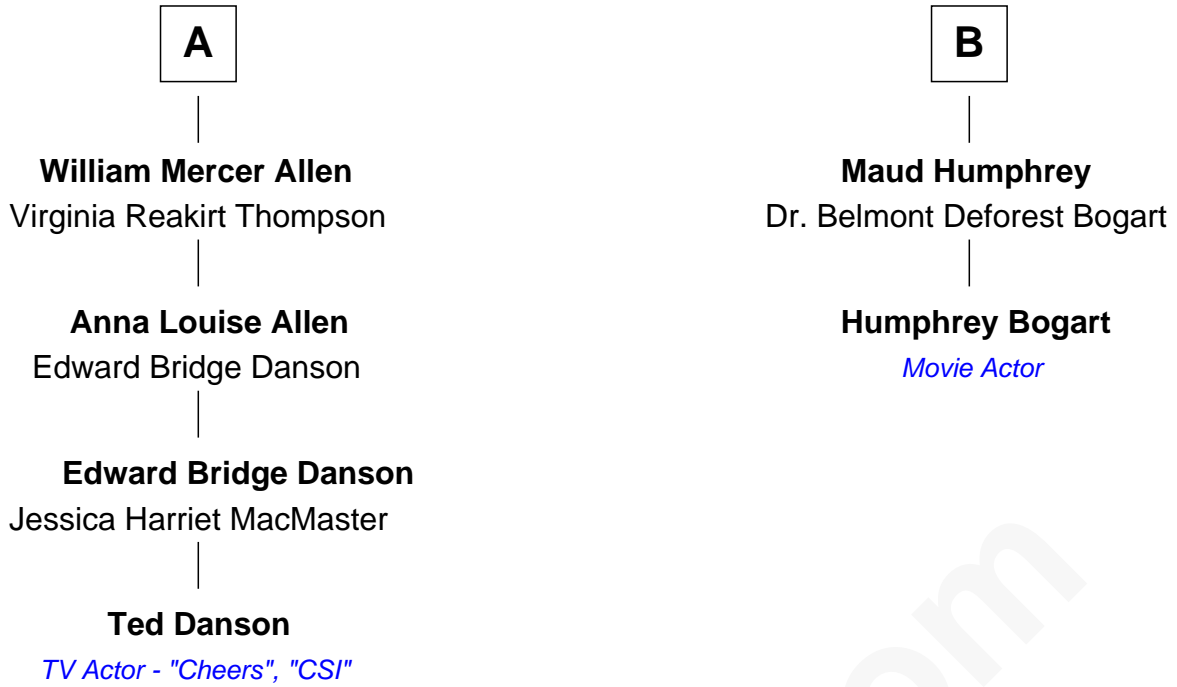 A
William Mercer Allen
Virginia Reakirt Thompson
Anna Louise Allen
Edward Bridge Danson
Edward Bridge Danson
Jessica Harriet MacMaster
Ted Danson
TV Actor - "Cheers", "CSI"
B
Maud Humphrey
Dr. Belmont Deforest Bogart
Humphrey Bogart
Movie Actor
om